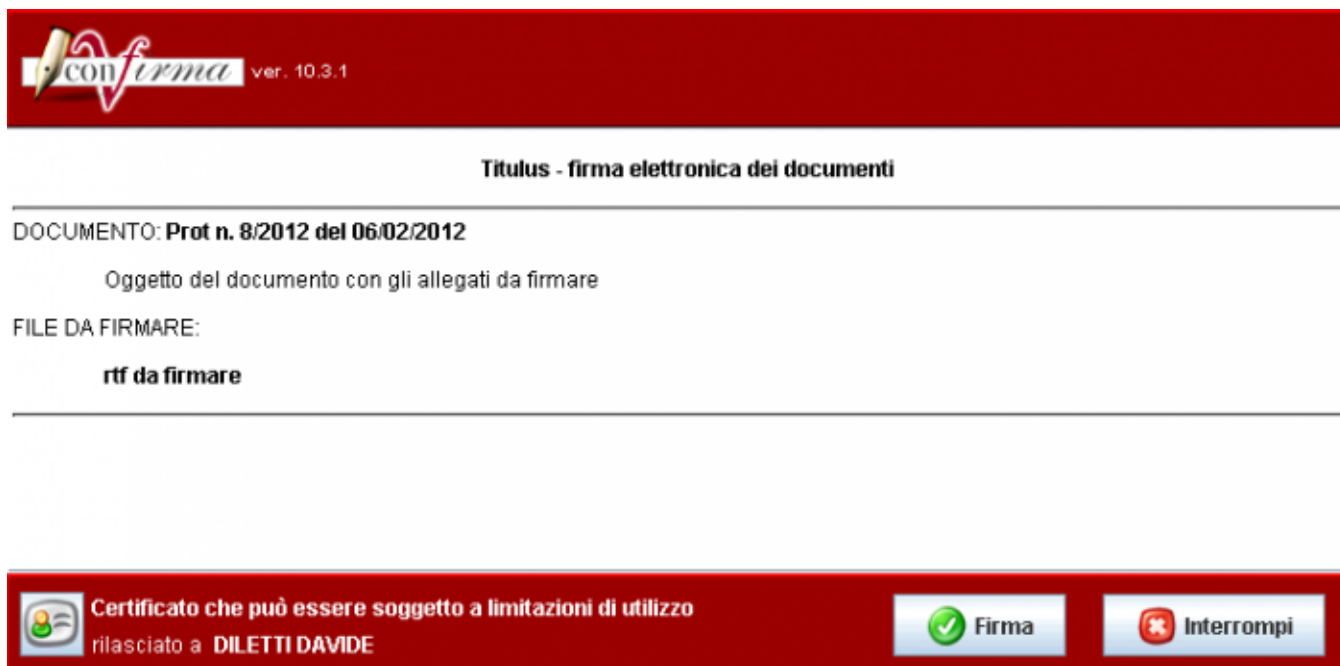 confirma ver. 10.3.1
Titulus - firma elettronica dei documenti
DOCUMENTO: Prot n. 8/2012 del 06/02/2012
Oggetto del documento con gli allegati da firmare
FILE DA FIRMARE:
rtf da firmare
Certificato che può essere soggetto a limitazioni di utilizzo
rilasciato a DILETTI DAVIDE
Firma
Interrompi